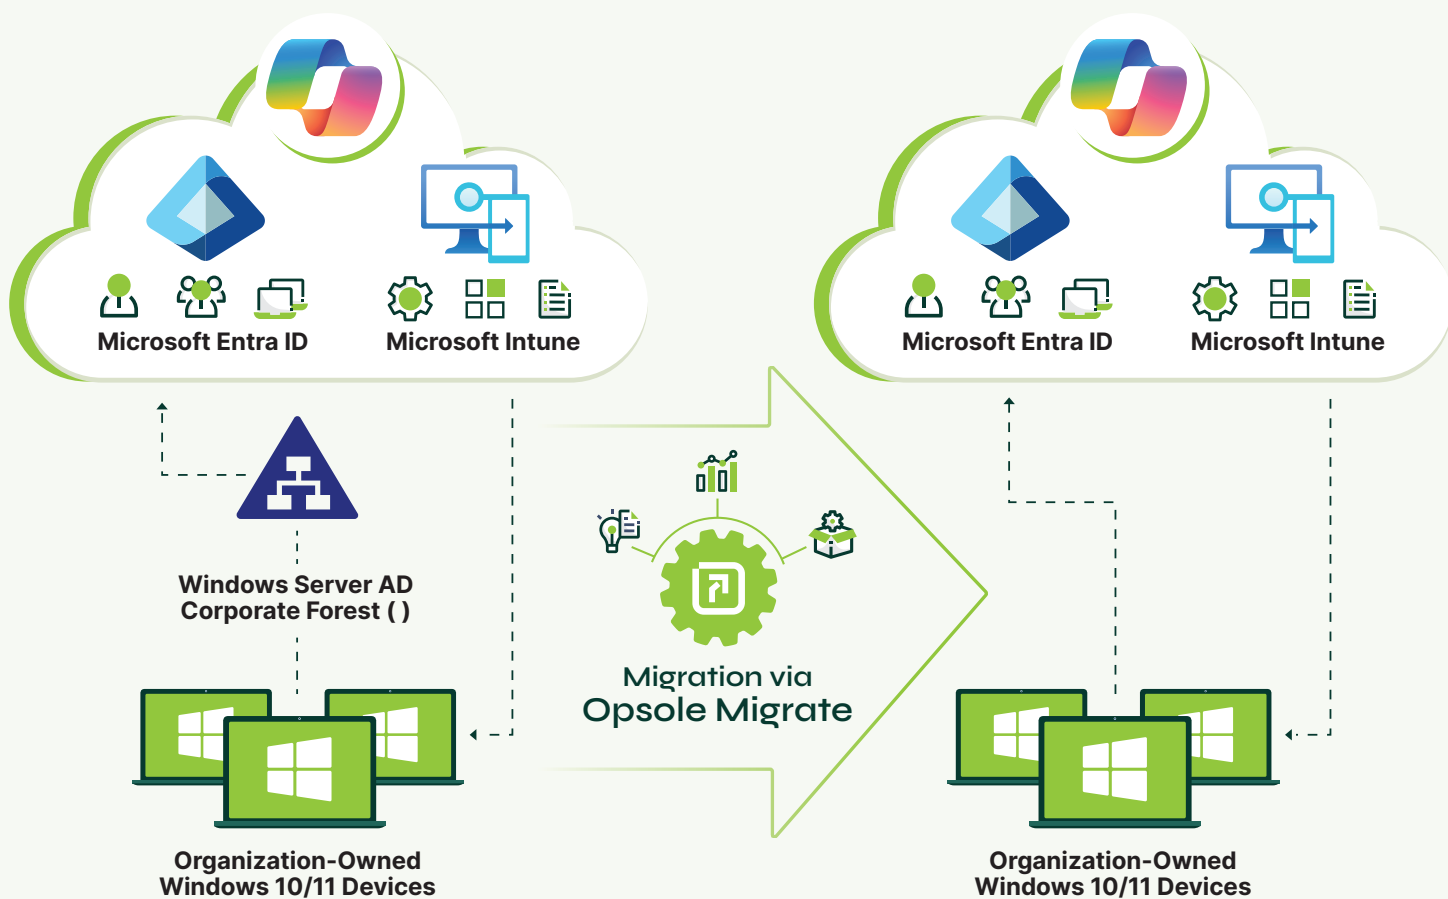 Microsoft Entra ID
Microsoft Intune
Windows Server AD
Corporate Forest ( )
Organization-Owned
Windows 10/11 Devices
Migration via
Opsole Migrate
Microsoft Entra ID
Microsoft Intune
Organization-Owned
Windows 10/11 Devices